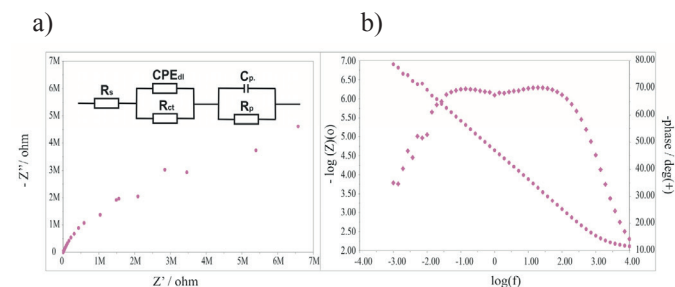 a)
b)
7M
6M
5M
4M
3M
2M
1M
0M
- Z'' / ohm
0M 1M 2M 3M 4M 5M 6M 7M
Z' / ohm
Rs
CPEdl
Rct
Cp.
Rp
7.00
6.50
6.00
5.50
5.00
4.50
4.00
3.50
3.00
2.50
2.00
- log (Z)(o)
-4.00 -3.00 -2.00 -1.00 0.00 1.00 2.00 3.00 4.00
log(f)
80.00
70.00
60.00
50.00
40.00
30.00
20.00
10.00
-phase / deg(+)